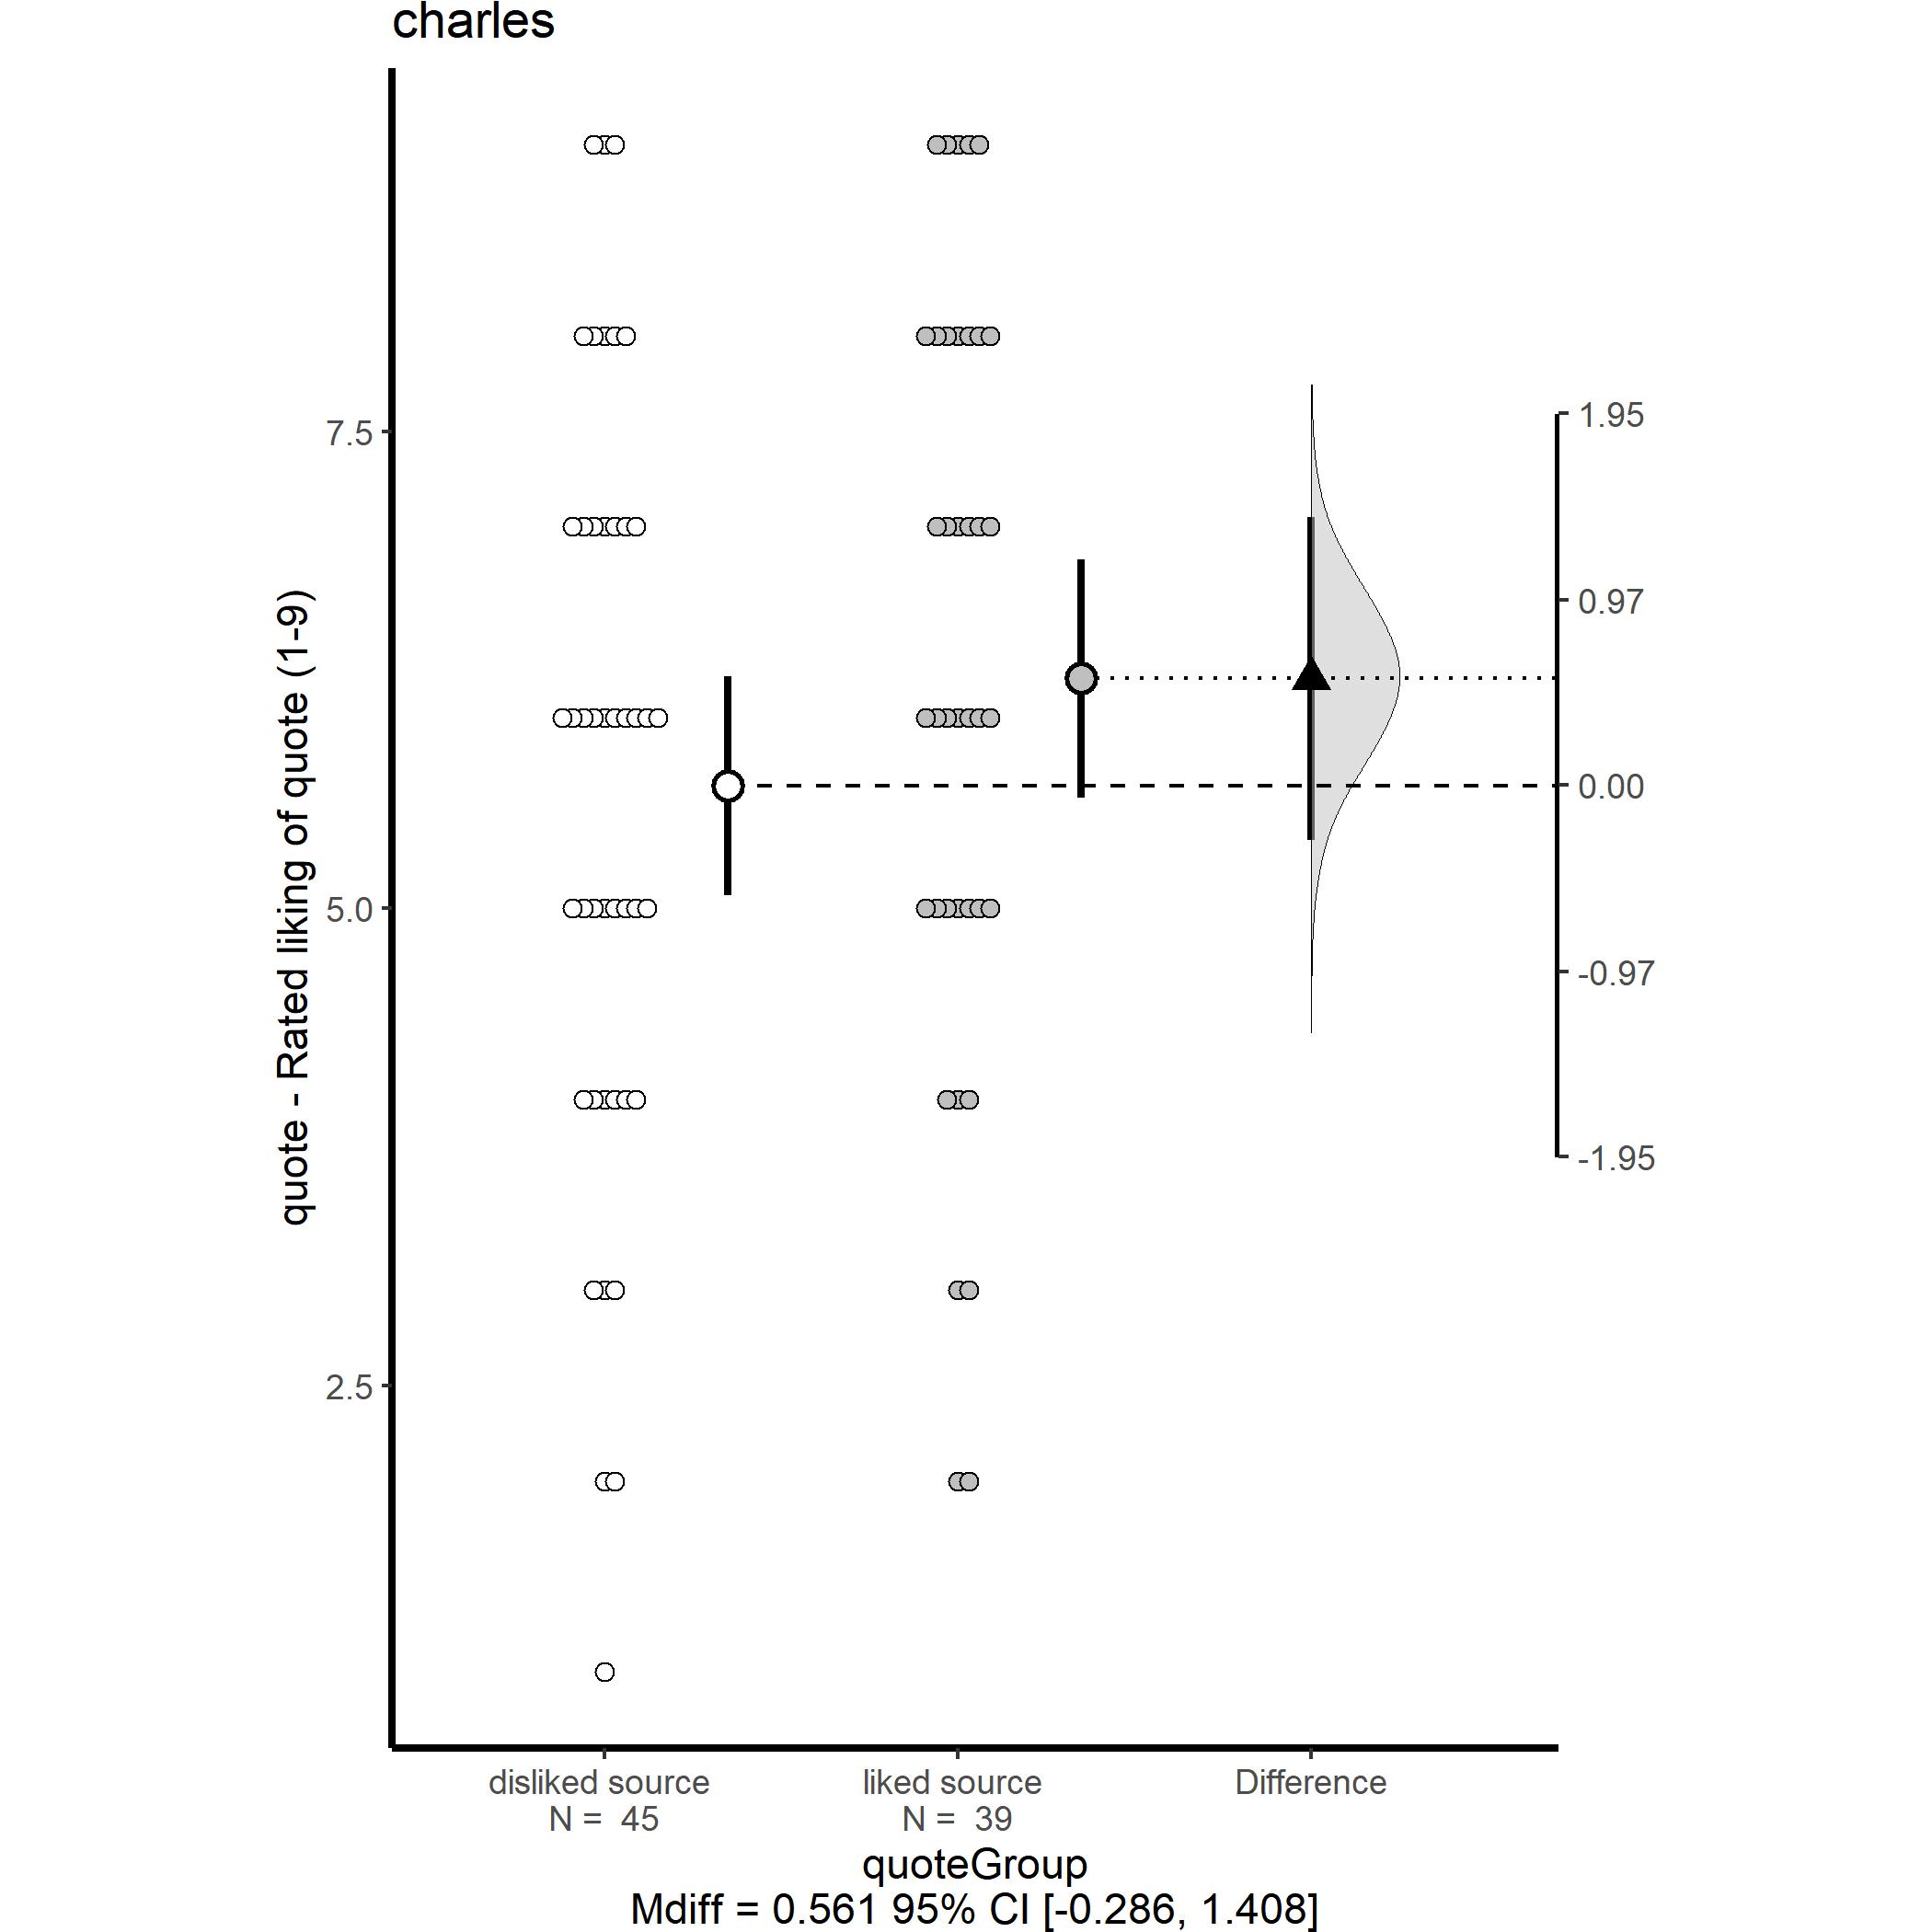 charles
quote - Rated liking of quote (1-9)
7.5
5.0
2.5
1.95
0.97
0.00
-0.97
-1.95
disliked source
N =  45
liked source
N =  39
Difference
quoteGroup
Mdiff = 0.561 95% CI [-0.286, 1.408]